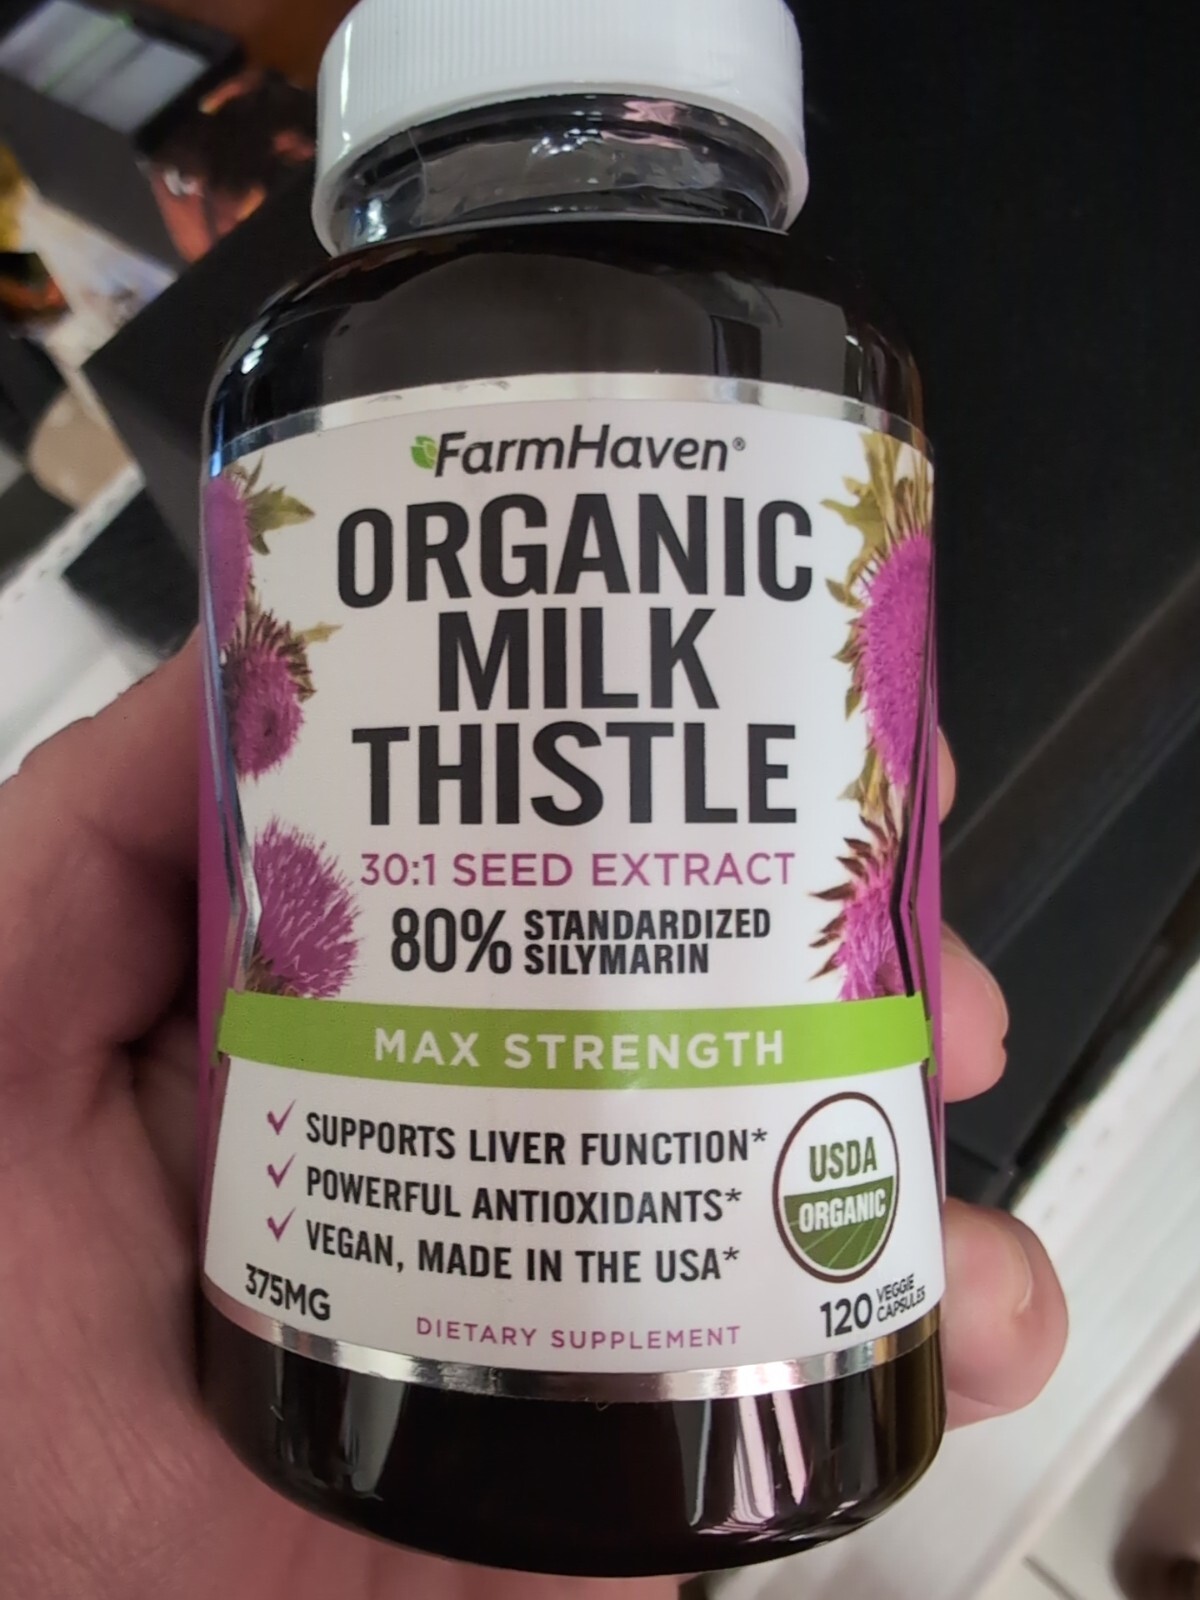 FarmHaven®
ORGANIC
MILK
THISTLE
30:1 SEED EXTRACT
80% STANDARDIZED
SILYMARIN
MAX STRENGTH
✓ SUPPORTS LIVER FUNCTION*
✓ POWERFUL ANTIOXIDANTS*
✓ VEGAN, MADE IN THE USA*
USDA
ORGANIC
375MG
DIETARY SUPPLEMENT
120 VEGGIE
CAPSULES